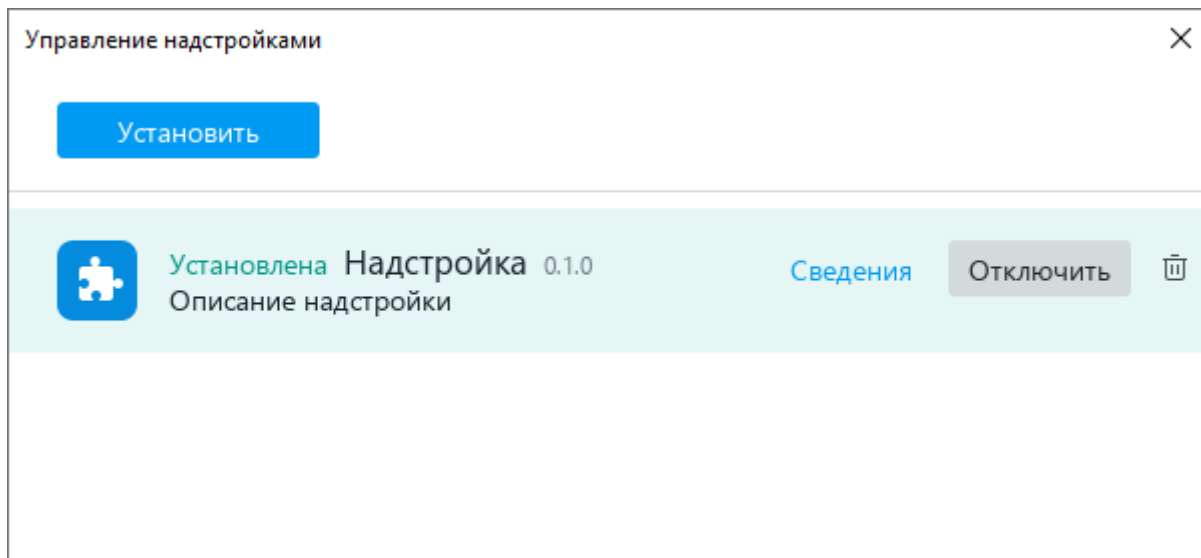 Управление надстройками
Установить
Установлена Надстройка 0.1.0 Сведения Отключить
Описание надстройки